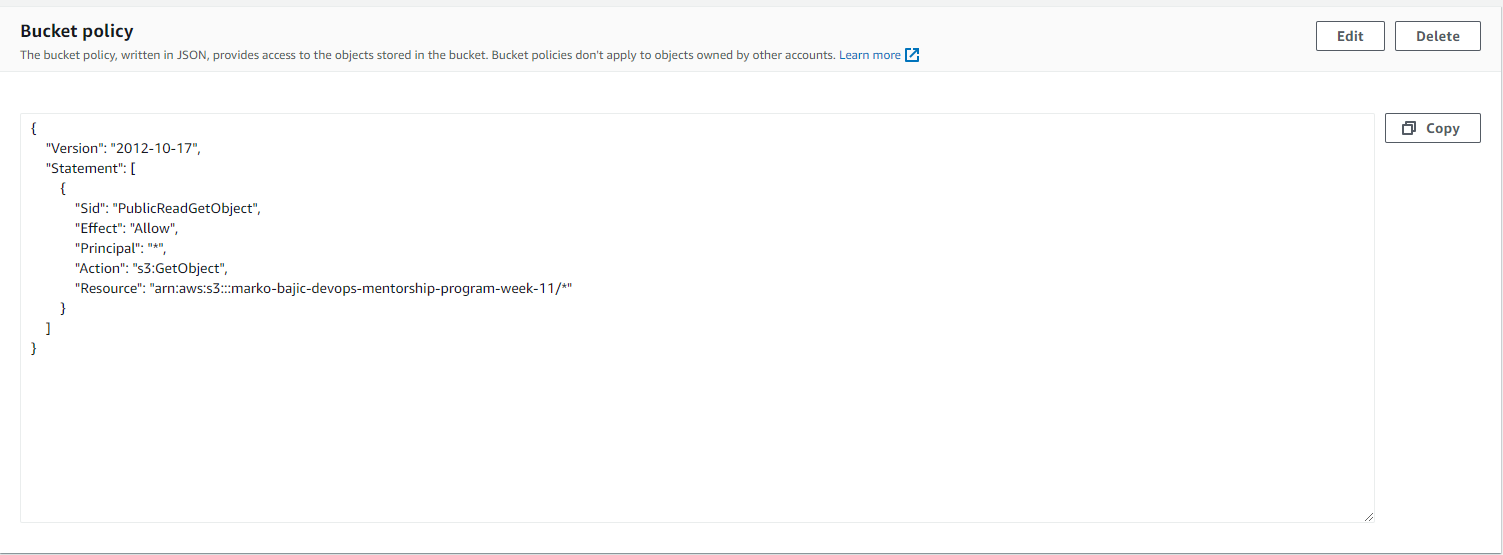 Bucket policy
Edit
Delete
The bucket policy, written in JSON, provides access to the objects stored in the bucket. Bucket policies don't apply to objects owned by other accounts. Learn more
Copy
{
"Version": "2012-10-17",
"Statement": [
{
"Sid": "PublicReadGetObject",
"Effect": "Allow",
"Principal": "*",
"Action": "s3:GetObject",
"Resource": "arn:aws:s3:::marko-bajic-devops-mentorship-program-week-11/*"
}
]
}